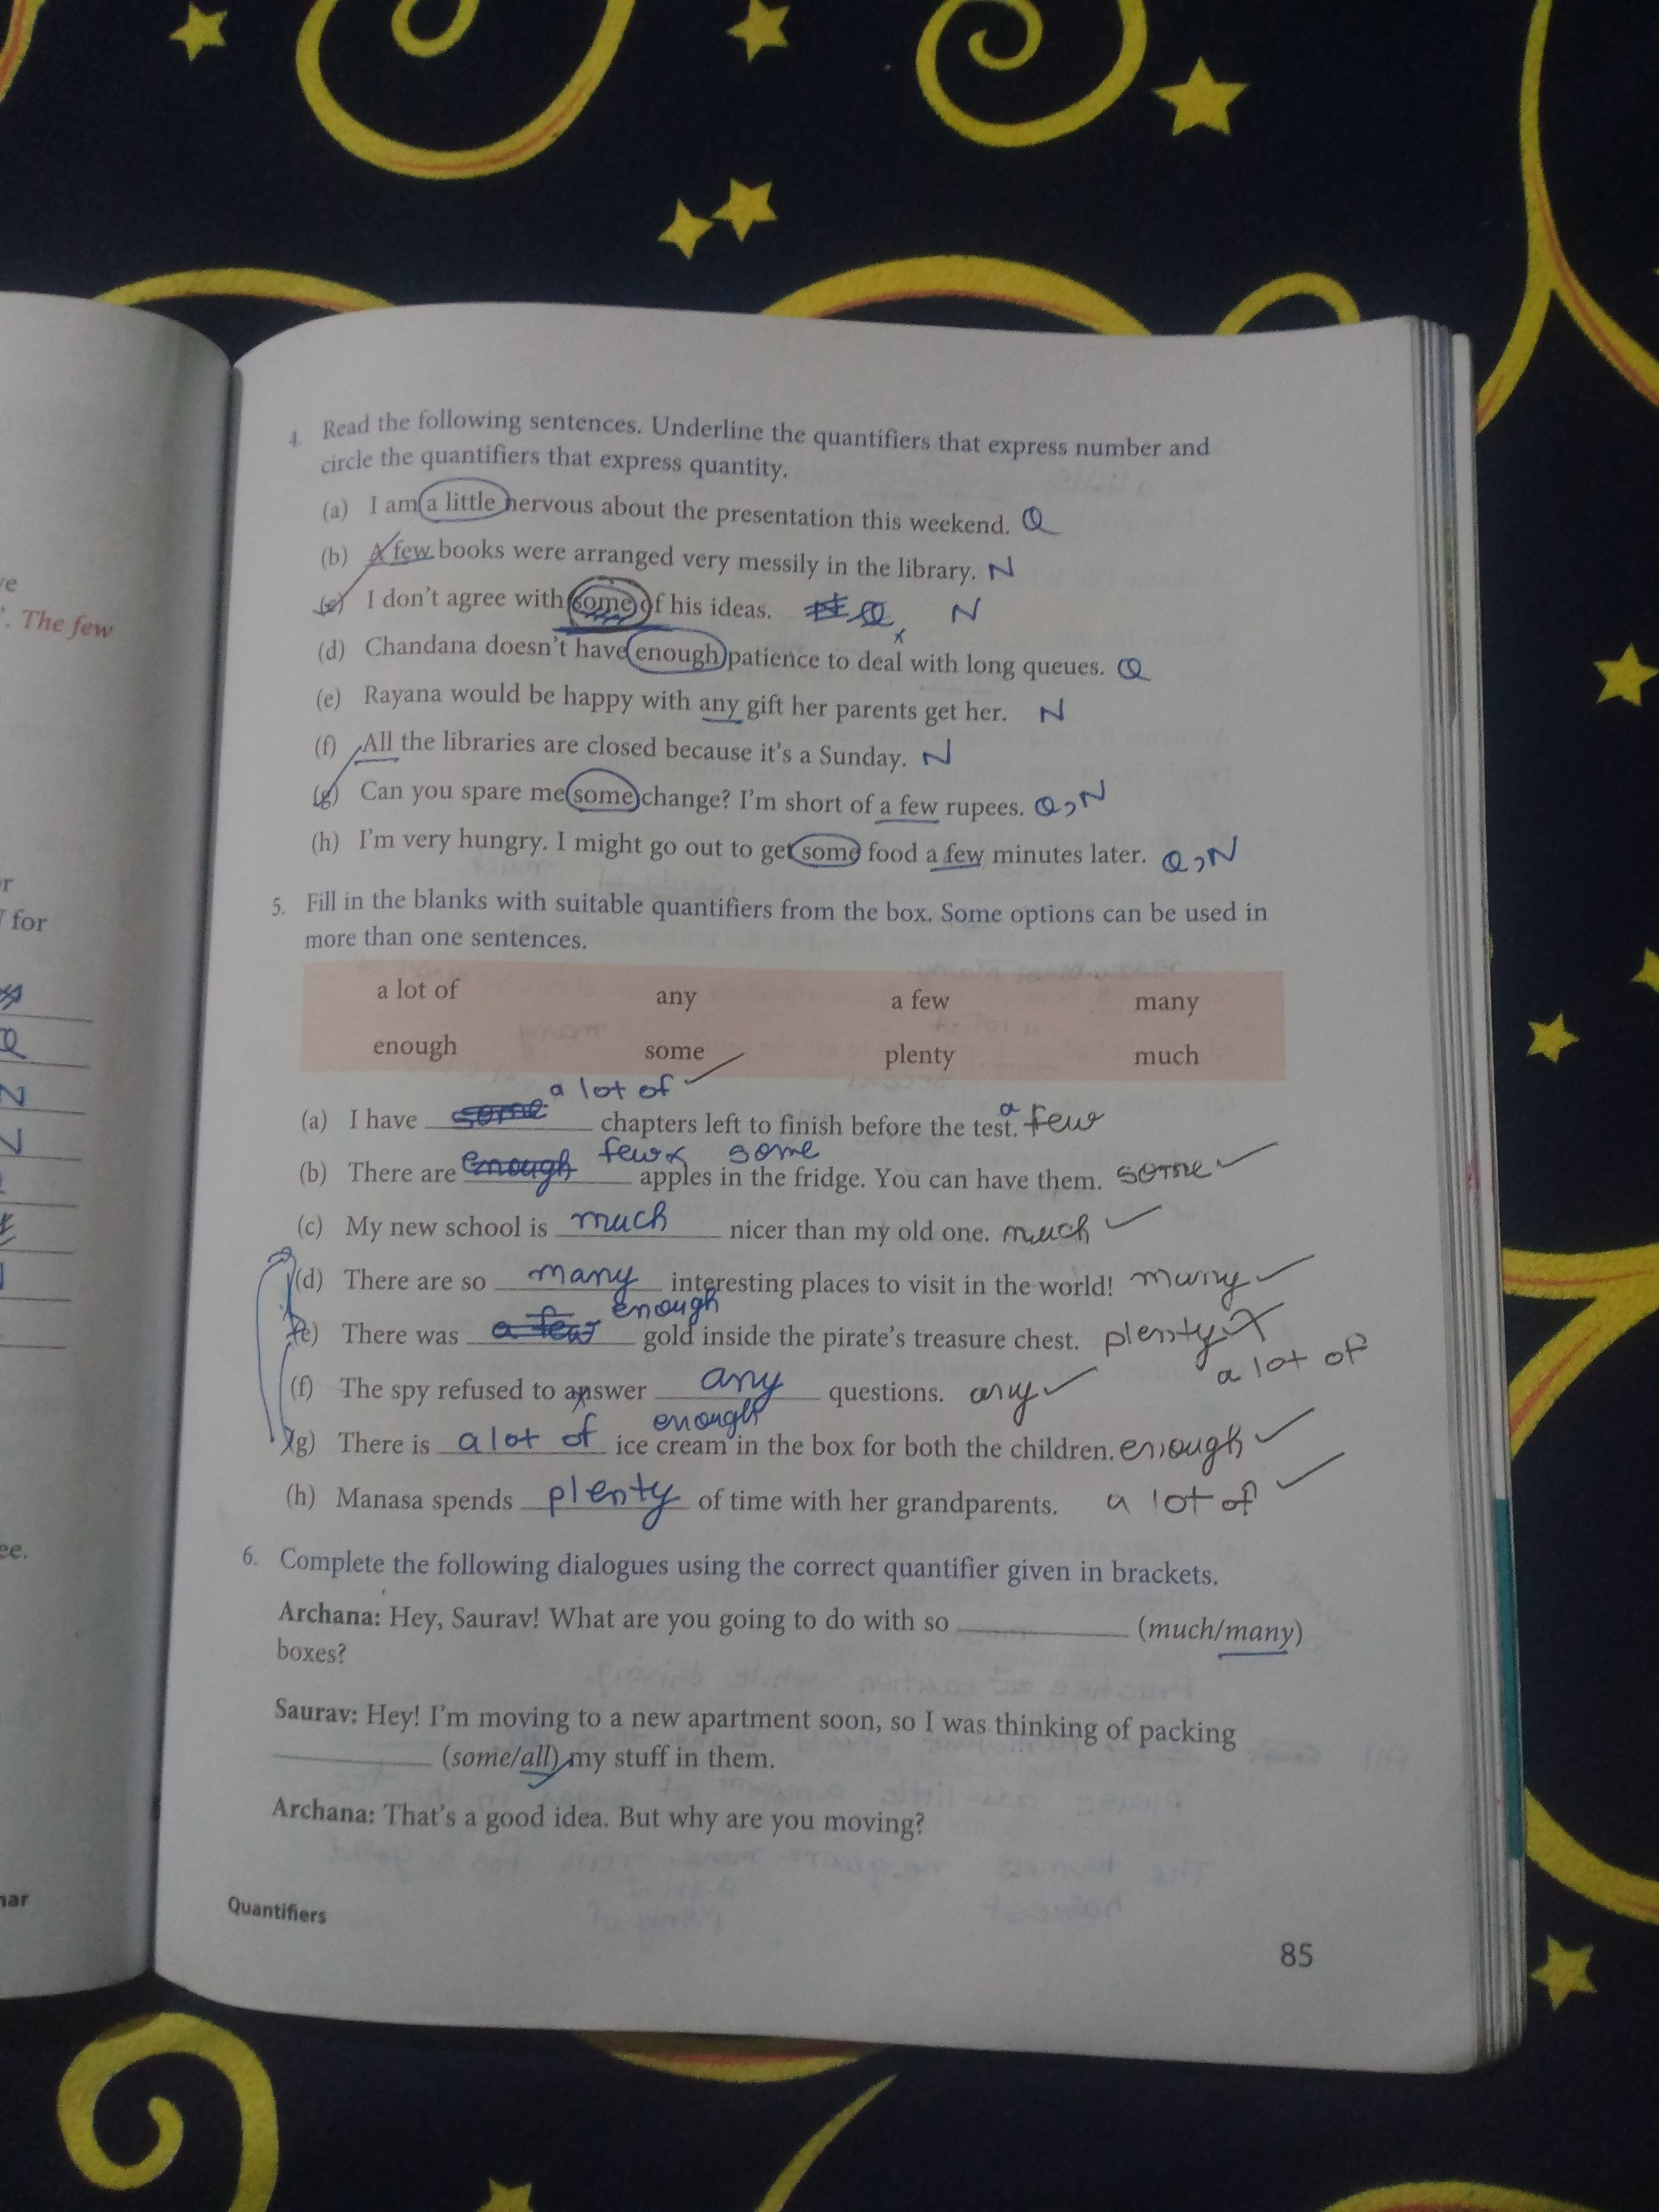 've
'. The few
or
for
ee.
mar
4. Read the following sentences. Underline the quantifiers that express number and
circle the quantifiers that express quantity.
(a) I am a little nervous about the presentation this weekend. Q
(b) A few books were arranged very messily in the library. N
(c) I don't agree with some of his ideas. Q x N
(d) Chandana doesn't have enough patience to deal with long queues. Q
(e) Rayana would be happy with any gift her parents get her. N
(f) All the libraries are closed because it's a Sunday. N
(g) Can you spare me some change? I'm short of a few rupees. Q, N
(h) I'm very hungry. I might go out to get some food a few minutes later. Q, N
5. Fill in the blanks with suitable quantifiers from the box. Some options can be used in
more than one sentences.
a lot of any a few many
enough some plenty much
a lot of
(a) I have some chapters left to finish before the test. a few
few x some
(b) There are enough apples in the fridge. You can have them. some
(c) My new school is much nicer than my old one. much
(d) There are so many interesting places to visit in the world! many
enough
(e) There was a few gold inside the pirate's treasure chest. plenty x
a lot of
(f) The spy refused to answer any questions. any
enough
(g) There is a lot of ice cream in the box for both the children. enough
(h) Manasa spends plenty of time with her grandparents. a lot of
6. Complete the following dialogues using the correct quantifier given in brackets.
Archana: Hey, Saurav! What are you going to do with so ____________ (much/many)
boxes?
Saurav: Hey! I'm moving to a new apartment soon, so I was thinking of packing
____________ (some/all) my stuff in them.
Archana: That's a good idea. But why are you moving?
Quantifiers
85